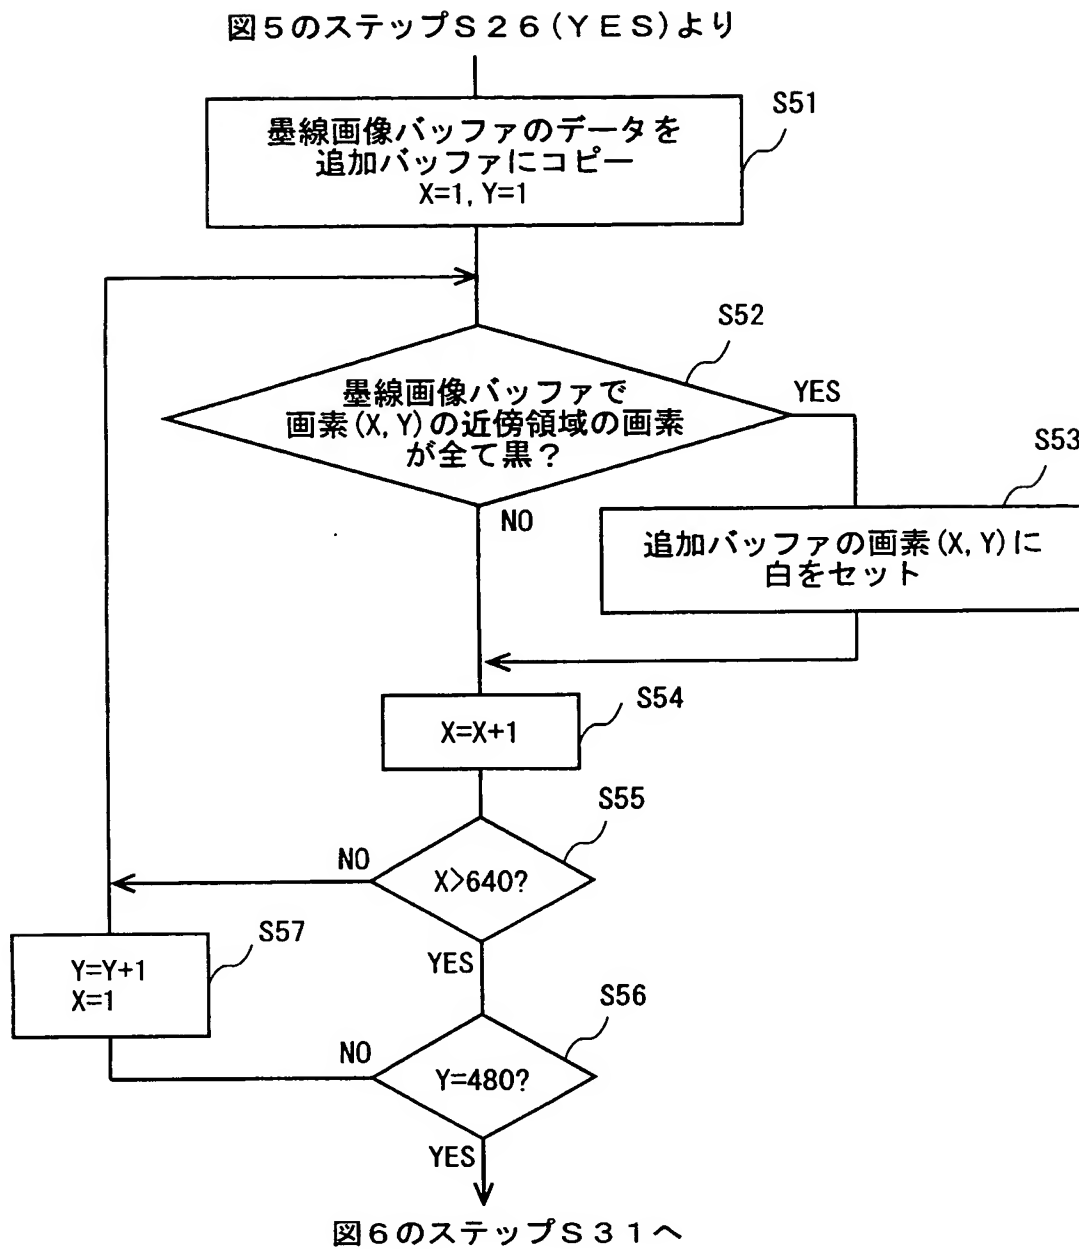 図５のステップＳ２６(ＹＥＳ)より
S51
墨線画像バッファのデータを
追加バッファにコピー
X=1, Y=1
S52
墨線画像バッファで
画素(X, Y)の近傍領域の画素
が全て黒？
YES
NO
S53
追加バッファの画素(X, Y)に
白をセット
S54
X=X+1
S55
NO
X>640?
YES
S57
Y=Y+1
X=1
S56
NO
Y=480?
YES
図６のステップＳ３１へ